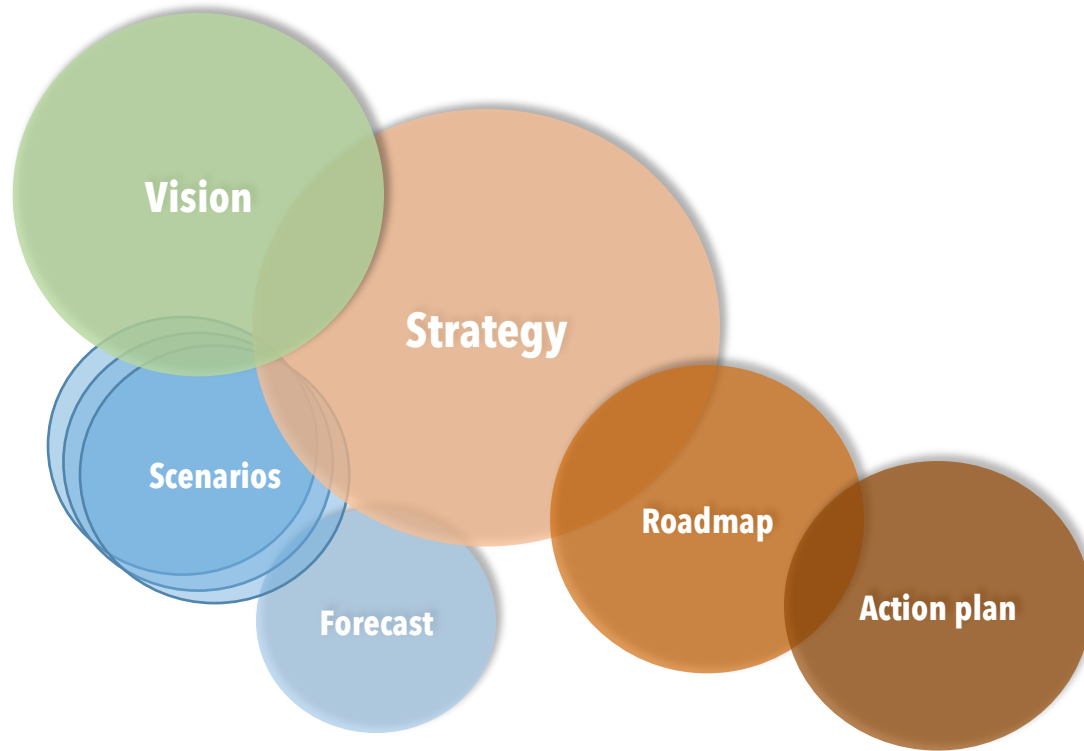 Vision
Strategy
Scenarios
Roadmap
Forecast
Action plan